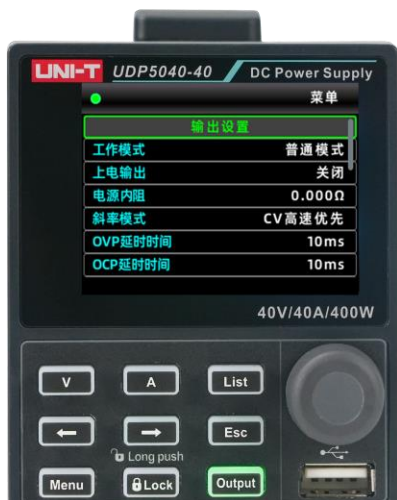 UNI-T UDP5040-40 DC Power Supply
菜单
输出设置
工作模式 普通模式
上电输出 关闭
电源内阻 0.000Ω
斜率模式 CV高速优先
OVP延时时间 10ms
OCP延时时间 10ms
40V/40A/400W
V A List
Esc
Long push
Menu Lock Output